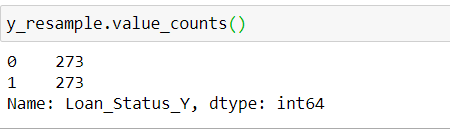 y_resample.value_counts()
0    273
1    273
Name: Loan_Status_Y, dtype: int64